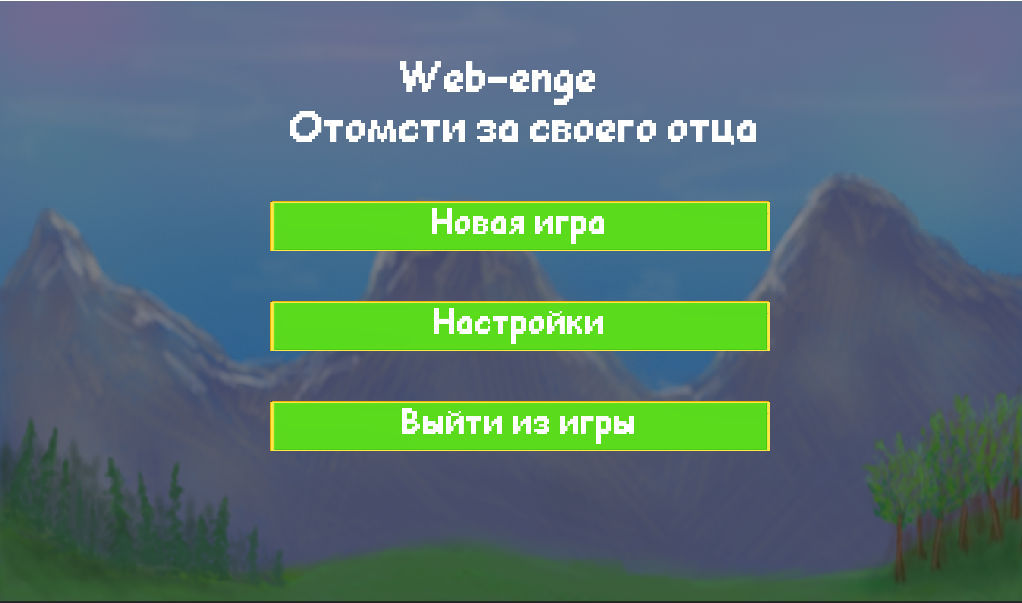 Web-enge
Отомсти за своего отца
Новая игра
Настройки
Выйти из игры